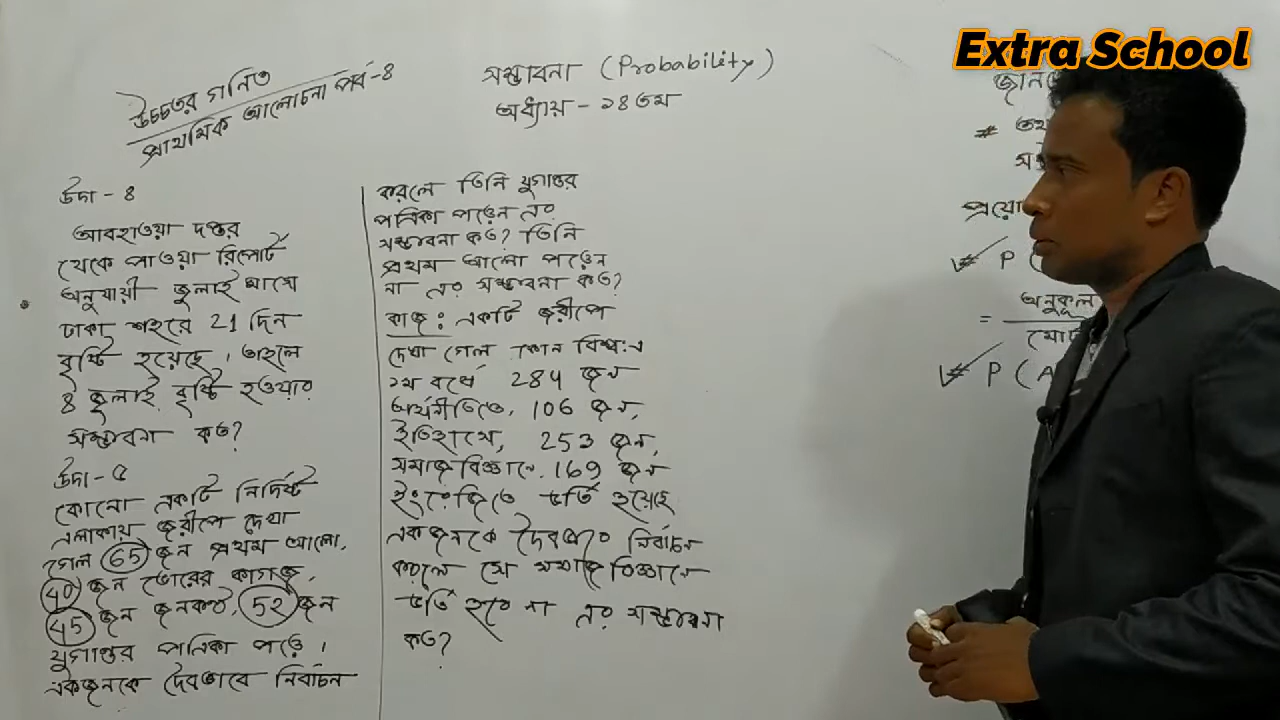 Extra School
উচ্চতর গনিত
প্রাথমিক আলোচনা পর্ব-৪
সম্ভাবনা (Probability)
অধ্যায় - ১৪তম
উদা - ৪
আবহাওয়া দপ্তর
থেকে পাওয়া রিপোর্ট
অনুযায়ী জুলাই মাসে
ঢাকা শহরে 21 দিন
বৃষ্টি হয়েছে। তাহলে
৪ জুলাই বৃষ্টি হওয়ার
সম্ভাবনা কত?
উদা - ৫
কোনো একটি নির্দিষ্ট
এলাকায় জরীপে দেখা
গেল 65 জন প্রথম আলো,
40 জন ভোরের কাগজ,
45 জন জনকন্ঠ, 52 জন
যুগান্তর পত্রিকা পড়ে।
একজনকে দৈবভাবে নির্বাচন
করলে তিনি যুগান্তর
পত্রিকা পড়েন এর
সম্ভাবনা কত? তিনি
প্রথম আলো পড়েন
না এর সম্ভাবনা কত?
কাজ: একটি জরীপে
দেখা গেল কোন
১ম বর্ষে 284 জন
অর্থনীতিতে, 106 জন,
ইতিহাসে, 253 জন,
সমাজবিজ্ঞানে, 169 জন
ইংরেজিতে ভর্তি হয়েছে
একজনকে দৈবভাবে নির্বাচন
করলে সে সমাজ বিজ্ঞানে
ভর্তি হবে না এর সম্ভাবনা
কত?
#
P (
= অনুকূল
P (A